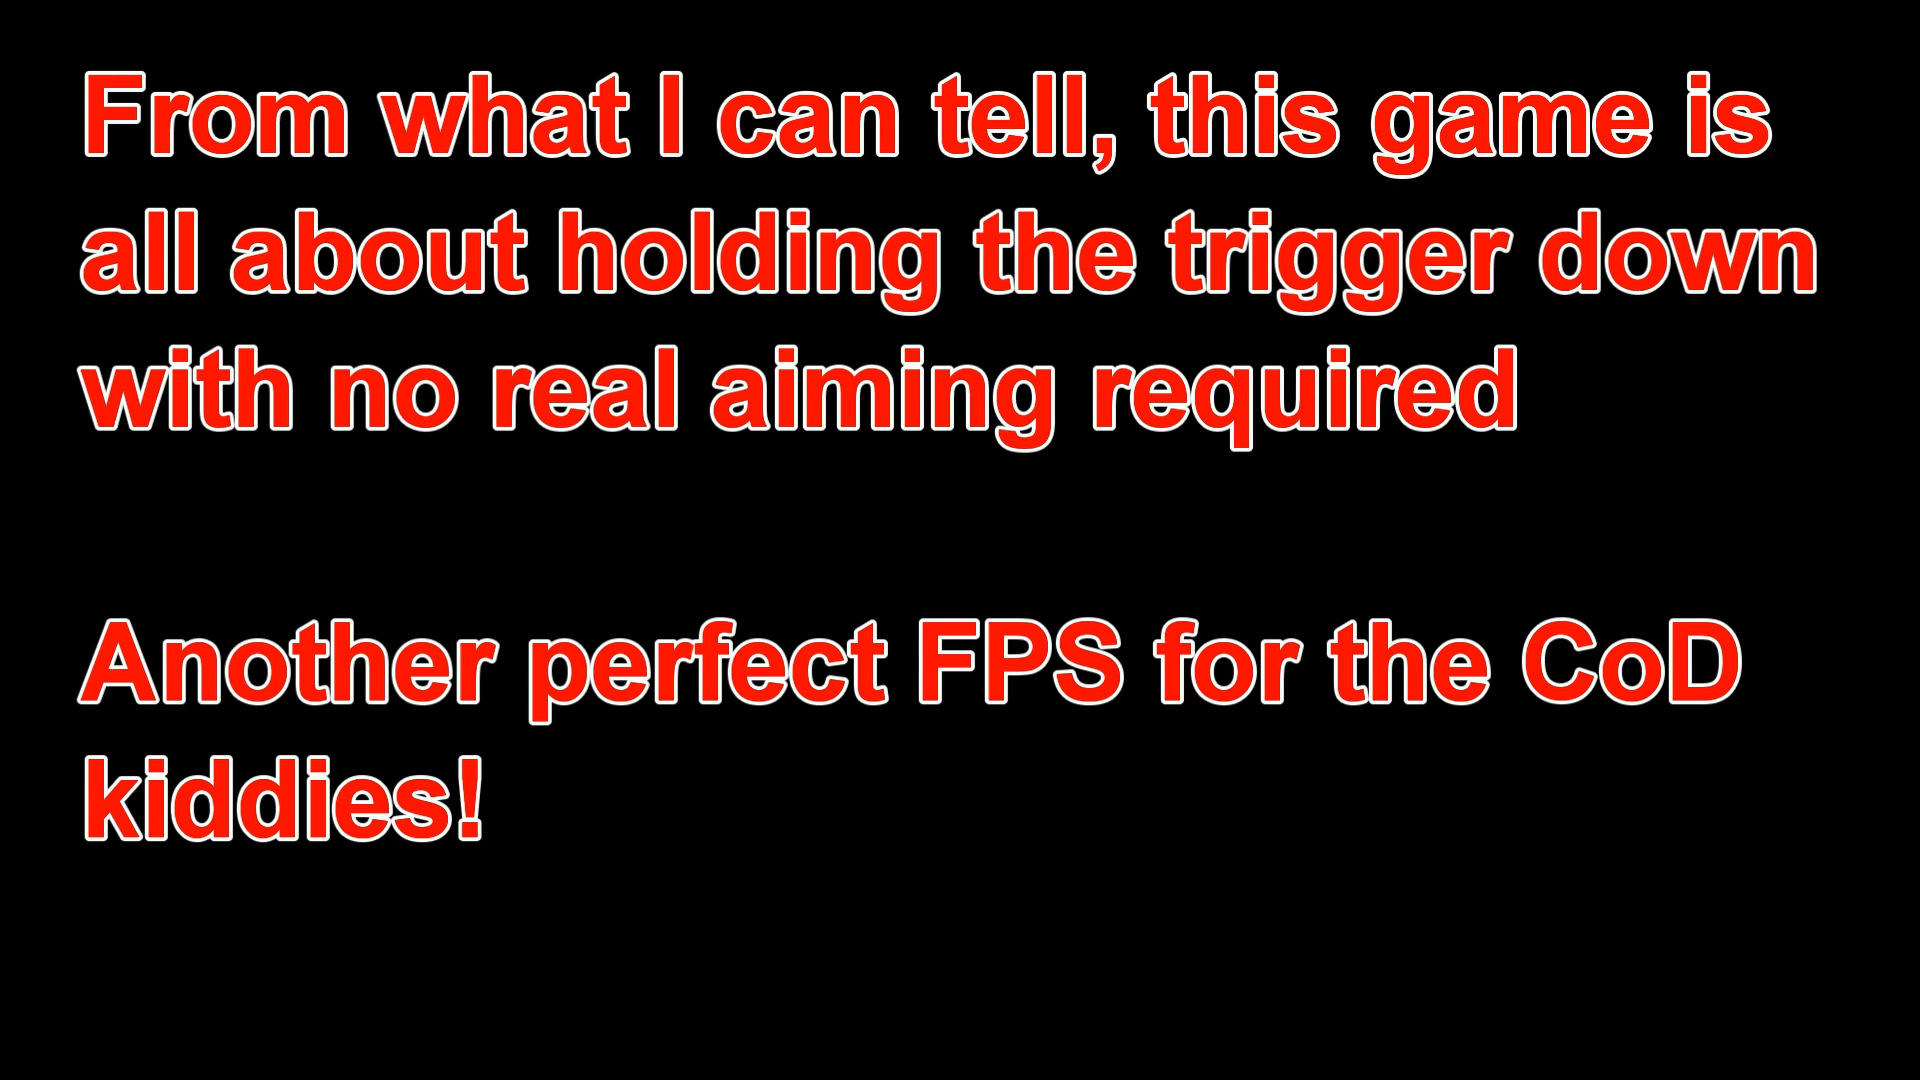 From what I can tell, this game is
all about holding the trigger down
with no real aiming required
Another perfect FPS for the CoD
kiddies!